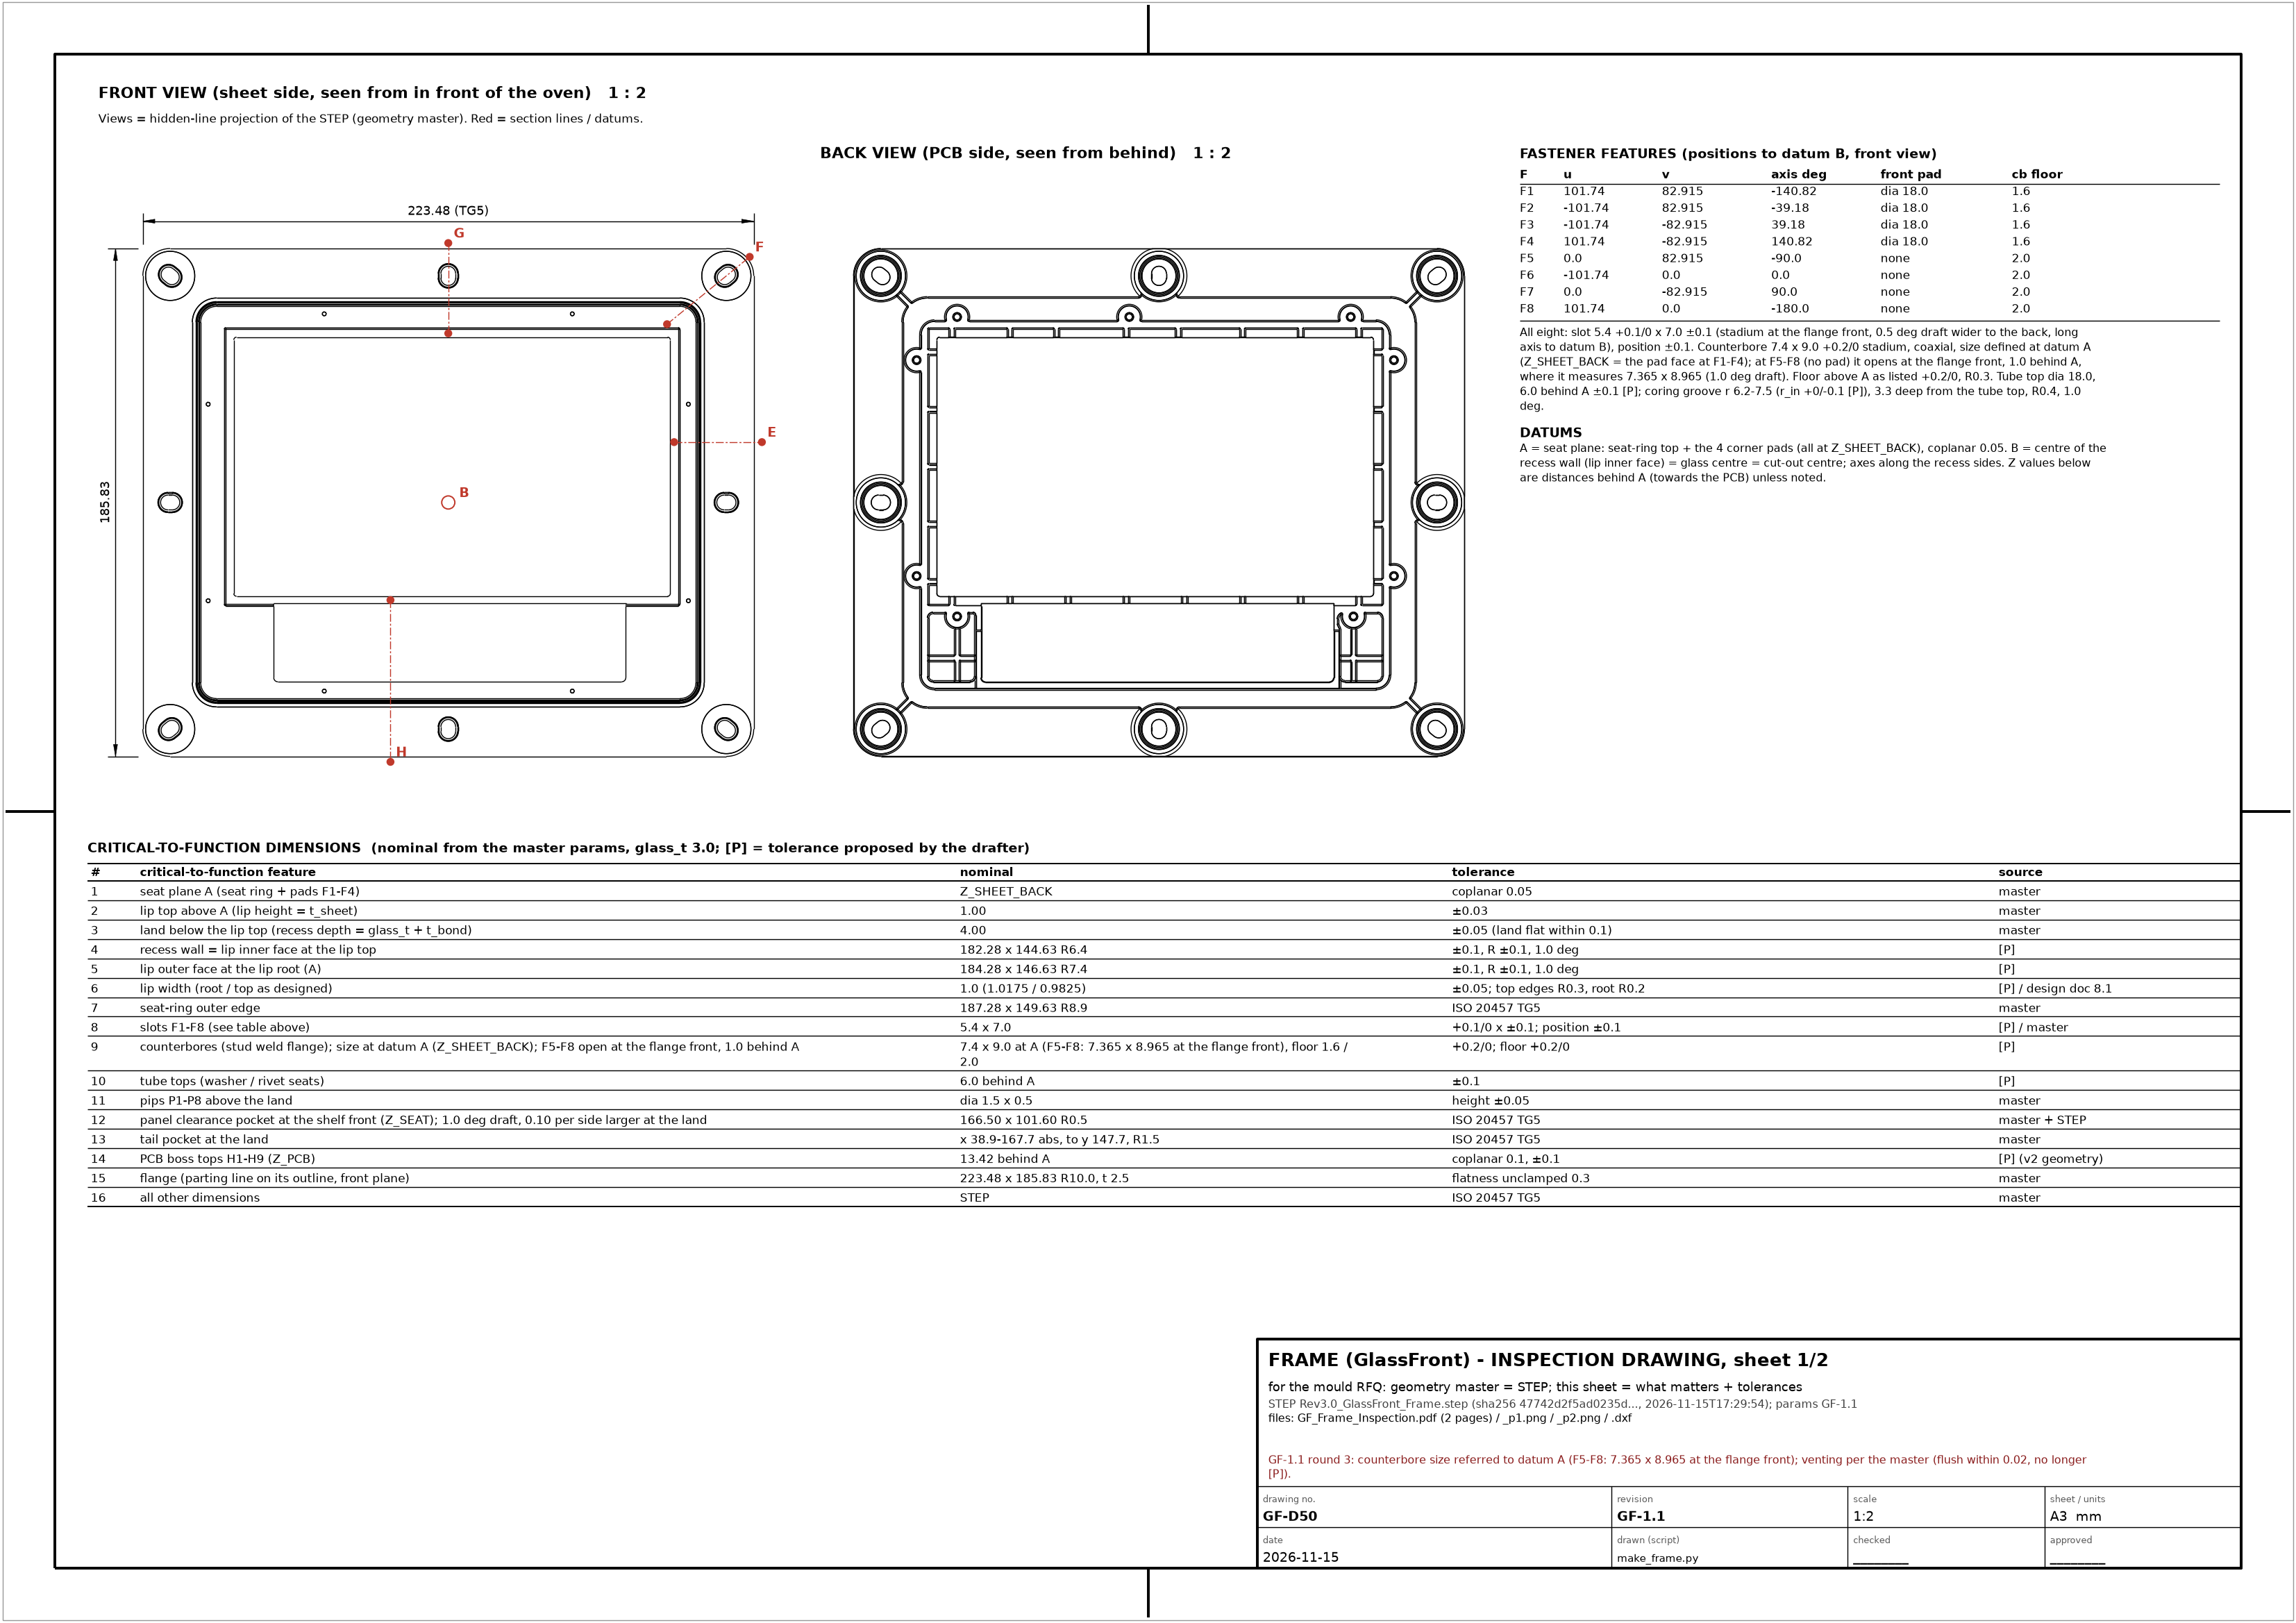 FRONT VIEW (sheet side, seen from in front of the oven)   1 : 2
Views = hidden-line projection of the STEP (geometry master). Red = section lines / datums.
BACK VIEW (PCB side, seen from behind)   1 : 2
223.48 (TG5)
185.83
G
F
E
B
H
FASTENER FEATURES (positions to datum B, front view)
F u v axis deg front pad cb floor
F1 101.74 82.915 -140.82 dia 18.0 1.6
F2 -101.74 82.915 -39.18 dia 18.0 1.6
F3 -101.74 -82.915 39.18 dia 18.0 1.6
F4 101.74 -82.915 140.82 dia 18.0 1.6
F5 0.0 82.915 -90.0 none 2.0
F6 -101.74 0.0 0.0 none 2.0
F7 0.0 -82.915 90.0 none 2.0
F8 101.74 0.0 -180.0 none 2.0
All eight: slot 5.4 +0.1/0 x 7.0 ±0.1 (stadium at the flange front, 0.5 deg draft wider to the back, long
axis to datum B), position ±0.1. Counterbore 7.4 x 9.0 +0.2/0 stadium, coaxial, size defined at datum A
(Z_SHEET_BACK = the pad face at F1-F4); at F5-F8 (no pad) it opens at the flange front, 1.0 behind A,
where it measures 7.365 x 8.965 (1.0 deg draft). Floor above A as listed +0.2/0, R0.3. Tube top dia 18.0,
6.0 behind A ±0.1 [P]; coring groove r 6.2-7.5 (r_in +0/-0.1 [P]), 3.3 deep from the tube top, R0.4, 1.0
deg.
DATUMS
A = seat plane: seat-ring top + the 4 corner pads (all at Z_SHEET_BACK), coplanar 0.05. B = centre of the
recess wall (lip inner face) = glass centre = cut-out centre; axes along the recess sides. Z values below
are distances behind A (towards the PCB) unless noted.
CRITICAL-TO-FUNCTION DIMENSIONS  (nominal from the master params, glass_t 3.0; [P] = tolerance proposed by the drafter)
# critical-to-function feature nominal tolerance source
1 seat plane A (seat ring + pads F1-F4) Z_SHEET_BACK coplanar 0.05 master
2 lip top above A (lip height = t_sheet) 1.00 ±0.03 master
3 land below the lip top (recess depth = glass_t + t_bond) 4.00 ±0.05 (land flat within 0.1) master
4 recess wall = lip inner face at the lip top 182.28 x 144.63 R6.4 ±0.1, R ±0.1, 1.0 deg [P]
5 lip outer face at the lip root (A) 184.28 x 146.63 R7.4 ±0.1, R ±0.1, 1.0 deg [P]
6 lip width (root / top as designed) 1.0 (1.0175 / 0.9825) ±0.05; top edges R0.3, root R0.2 [P] / design doc 8.1
7 seat-ring outer edge 187.28 x 149.63 R8.9 ISO 20457 TG5 master
8 slots F1-F8 (see table above) 5.4 x 7.0 +0.1/0 x ±0.1; position ±0.1 [P] / master
9 counterbores (stud weld flange); size at datum A (Z_SHEET_BACK); F5-F8 open at the flange front, 1.0 behind A 7.4 x 9.0 at A (F5-F8: 7.365 x 8.965 at the flange front), floor 1.6 / +0.2/0; floor +0.2/0 [P]
2.0
10 tube tops (washer / rivet seats) 6.0 behind A ±0.1 [P]
11 pips P1-P8 above the land dia 1.5 x 0.5 height ±0.05 master
12 panel clearance pocket at the shelf front (Z_SEAT); 1.0 deg draft, 0.10 per side larger at the land 166.50 x 101.60 R0.5 ISO 20457 TG5 master + STEP
13 tail pocket at the land x 38.9-167.7 abs, to y 147.7, R1.5 ISO 20457 TG5 master
14 PCB boss tops H1-H9 (Z_PCB) 13.42 behind A coplanar 0.1, ±0.1 [P] (v2 geometry)
15 flange (parting line on its outline, front plane) 223.48 x 185.83 R10.0, t 2.5 flatness unclamped 0.3 master
16 all other dimensions STEP ISO 20457 TG5 master
FRAME (GlassFront) - INSPECTION DRAWING, sheet 1/2
for the mould RFQ: geometry master = STEP; this sheet = what matters + tolerances
STEP Rev3.0_GlassFront_Frame.step (sha256 47742d2f5ad0235d..., 2026-11-15T17:29:54); params GF-1.1
files: GF_Frame_Inspection.pdf (2 pages) / _p1.png / _p2.png / .dxf
GF-1.1 round 3: counterbore size referred to datum A (F5-F8: 7.365 x 8.965 at the flange front); venting per the master (flush within 0.02, no longer
[P]).
drawing no. revision scale sheet / units
GF-D50 GF-1.1 1:2 A3  mm
date drawn (script) checked approved
2026-11-15 make_frame.py ________ ________